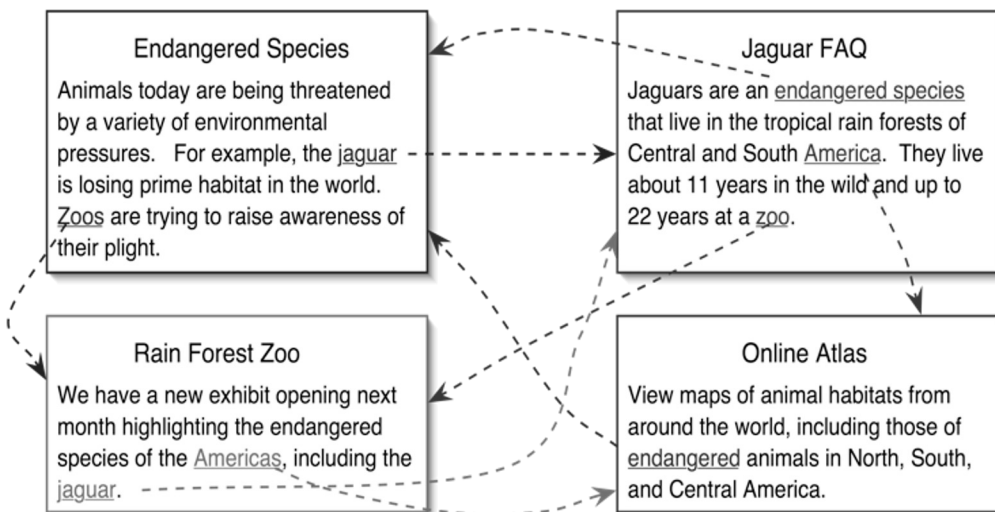 Endangered Species
Animals today are being threatened
by a variety of environmental
pressures. For example, the jaguar
is losing prime habitat in the world.
Zoos are trying to raise awareness of
their plight.
Jaguar FAQ
Jaguars are an endangered species
that live in the tropical rain forests of
Central and South America. They live
about 11 years in the wild and up to
22 years at a zoo.
Rain Forest Zoo
We have a new exhibit opening next
month highlighting the endangered
species of the Americas, including the
jaguar.
Online Atlas
View maps of animal habitats from
around the world, including those of
endangered animals in North, South,
and Central America.